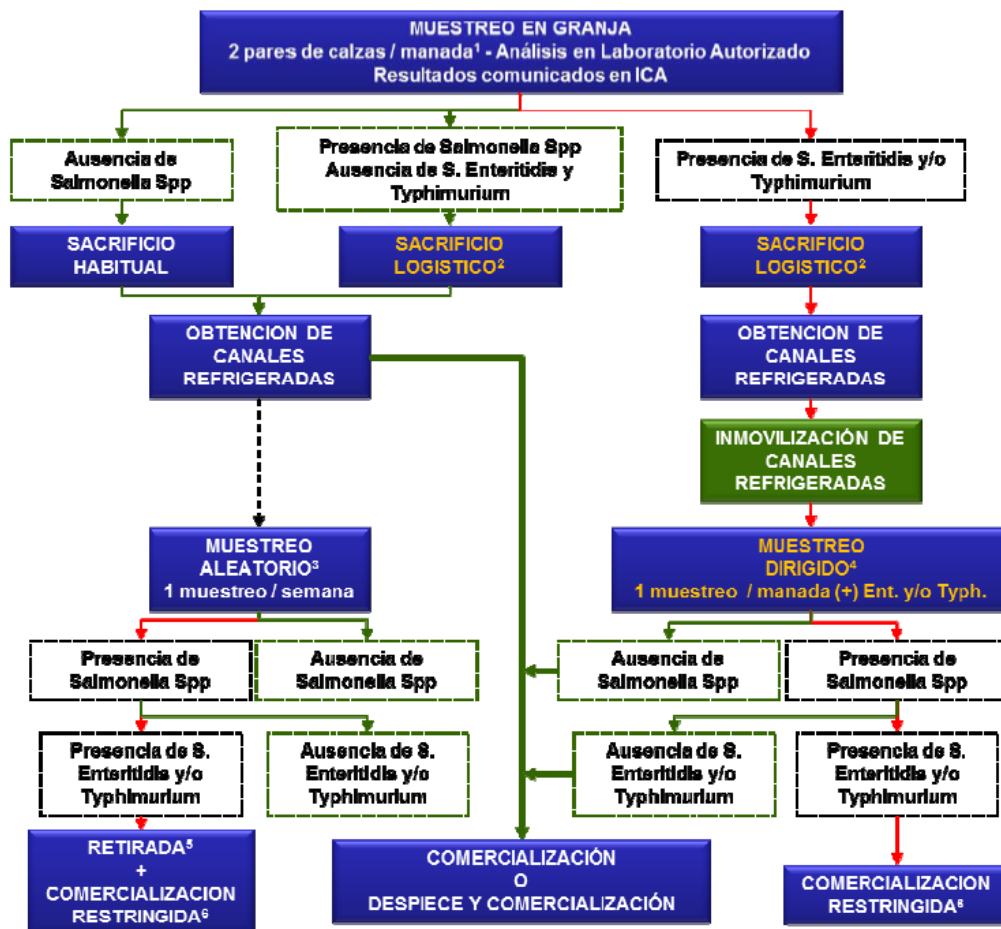 MUESTREO EN GRANJA
2 pares de calzas / manada¹ - Análisis en Laboratorio Autorizado
Resultados comunicados en ICA
Ausencia de
Salmonella Spp
Presencia de Salmonella Spp
Ausencia de S. Enteritidis y
Typhimurium
Presencia de S. Enteritidis y/o
Typhimurium
SACRIFICIO
HABITUAL
SACRIFICIO
LOGISTICO²
SACRIFICIO
LOGISTICO²
OBTENCION DE
CANALES
REFRIGERADAS
OBTENCION DE
CANALES
REFRIGERADAS
INMOVILIZACIÓN DE
CANALES
REFRIGERADAS
MUESTREO
ALEATORIO³
1 muestreo / semana
MUESTREO
DIRIGIDO⁴
1 muestreo / manada (+) Ent. y/o Typh.
Presencia de
Salmonella Spp
Ausencia de
Salmonella Spp
Ausencia de
Salmonella Spp
Presencia de
Salmonella Spp
Presencia de S.
Enteritidis y/o
Typhimurium
Ausencia de S.
Enteritidis y/o
Typhimurium
Ausencia de S.
Enteritidis y/o
Typhimurium
Presencia de S.
Enteritidis y/o
Typhimurium
RETIRADA⁵
+
COMERCIALIZACION
RESTRINGIDA⁶
COMERCIALIZACIÓN
O
DESPIECE Y COMERCIALIZACIÓN
COMERCIALIZACION
RESTRINGIDA⁶